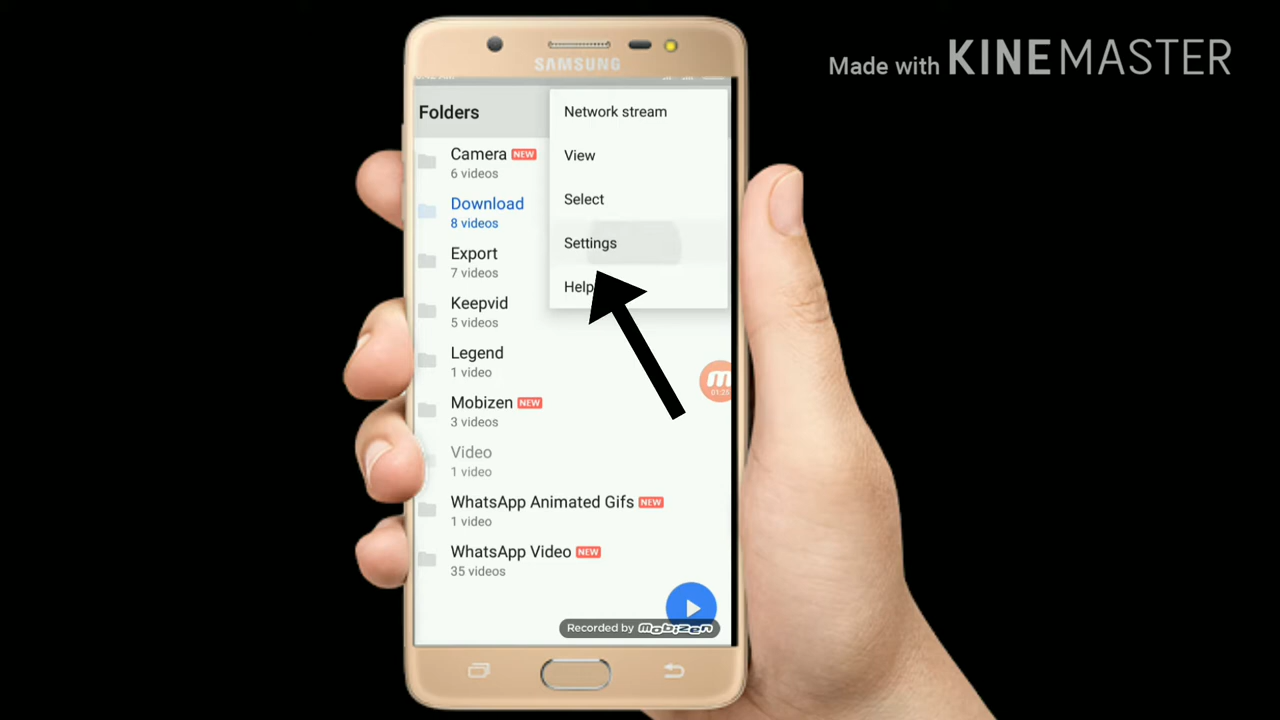 Made with KINEMASTER
SAMSUNG
Folders
Network stream
View
Select
Settings
Help
Camera NEW
6 videos
Download
8 videos
Export
7 videos
Keepvid
5 videos
Legend
1 video
Mobizen NEW
3 videos
Video
1 video
WhatsApp Animated Gifs NEW
1 video
WhatsApp Video NEW
35 videos
Recorded by mobizen